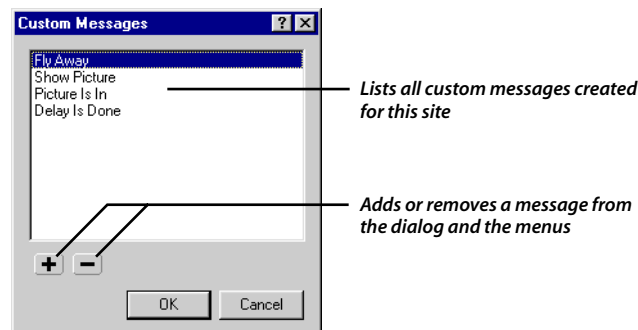 Custom Messages
Fly Away
Show Picture
Picture Is In
Delay Is Done
Lists all custom messages created
for this site
Adds or removes a message from
the dialog and the menus
OK
Cancel